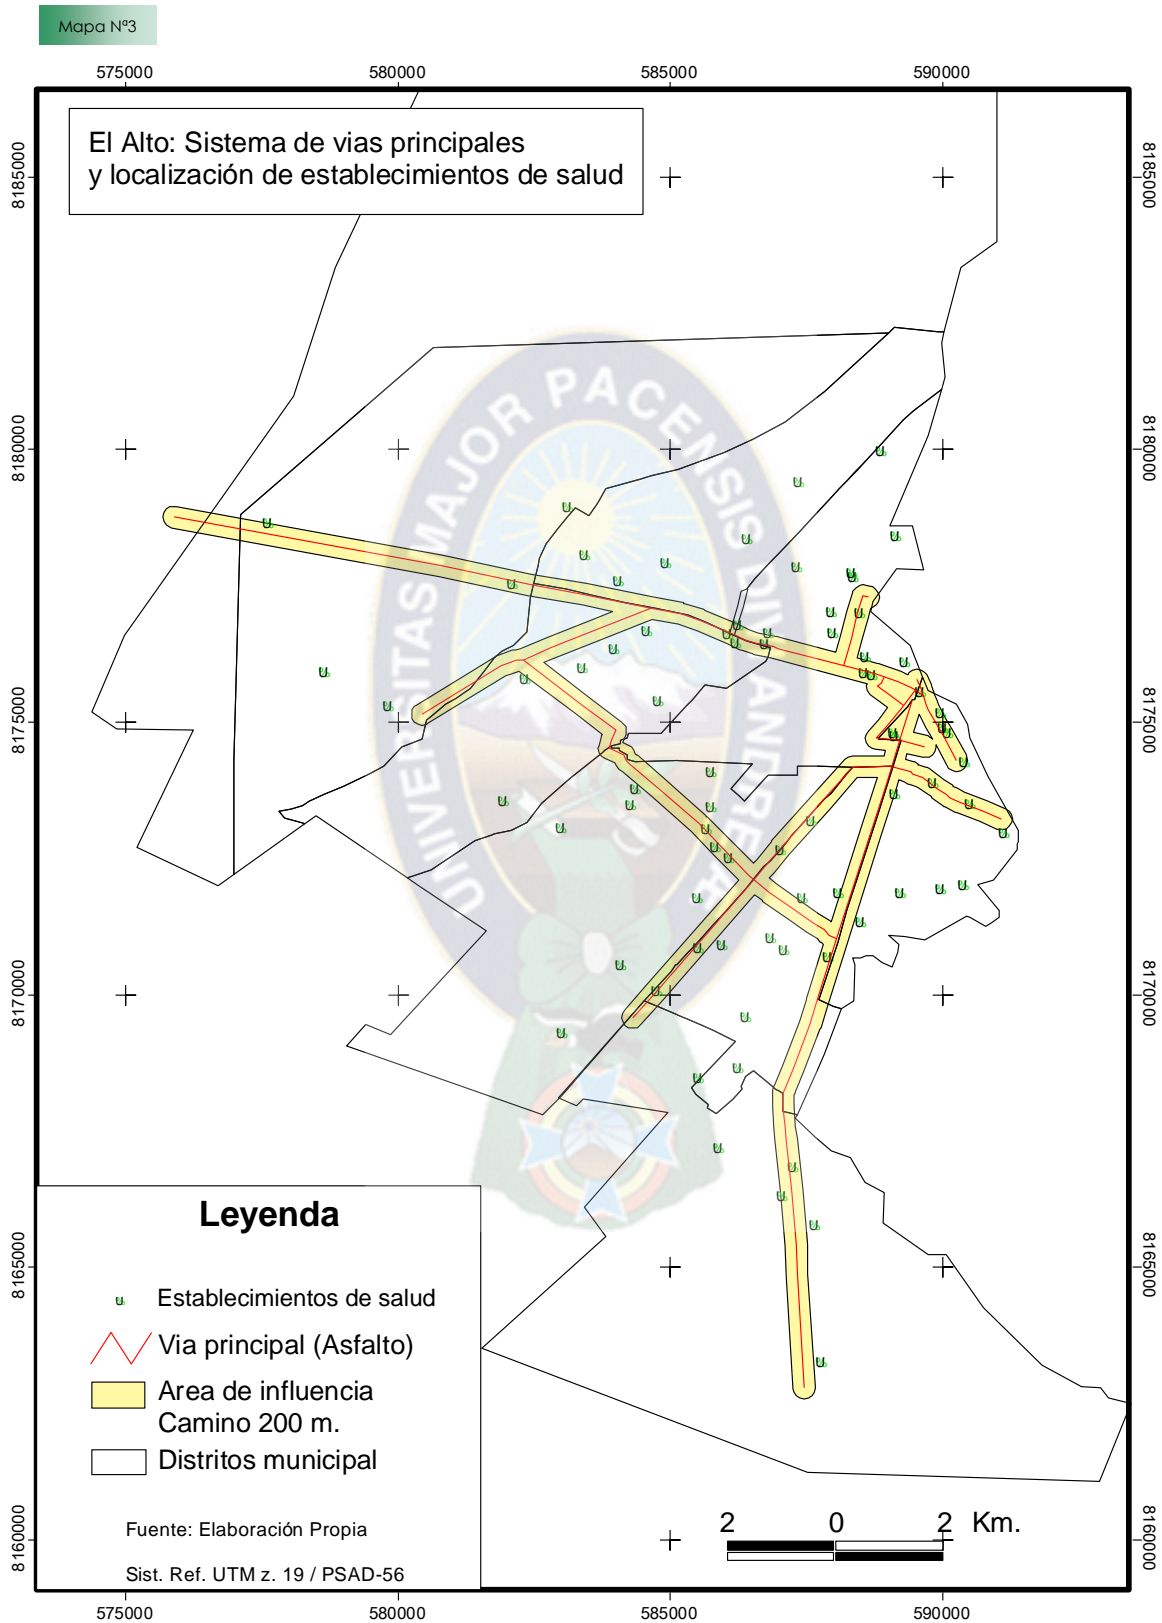 Mapa Nª3
575000
580000
585000
590000
El Alto: Sistema de vias principales
y localización de establecimientos de salud
8185000
8185000
8180000
8180000
8175000
8175000
8170000
8170000
8165000
8165000
8160000
8160000
UNIVERSITAS MAJOR PACENSIS DIVI ANDREAE
Leyenda
Establecimientos de salud
Via principal (Asfalto)
Area de influencia
Camino 200 m.
Distritos municipal
Fuente: Elaboración Propia
Sist. Ref. UTM z. 19 / PSAD-56
2 0 2 Km.
575000
580000
585000
590000